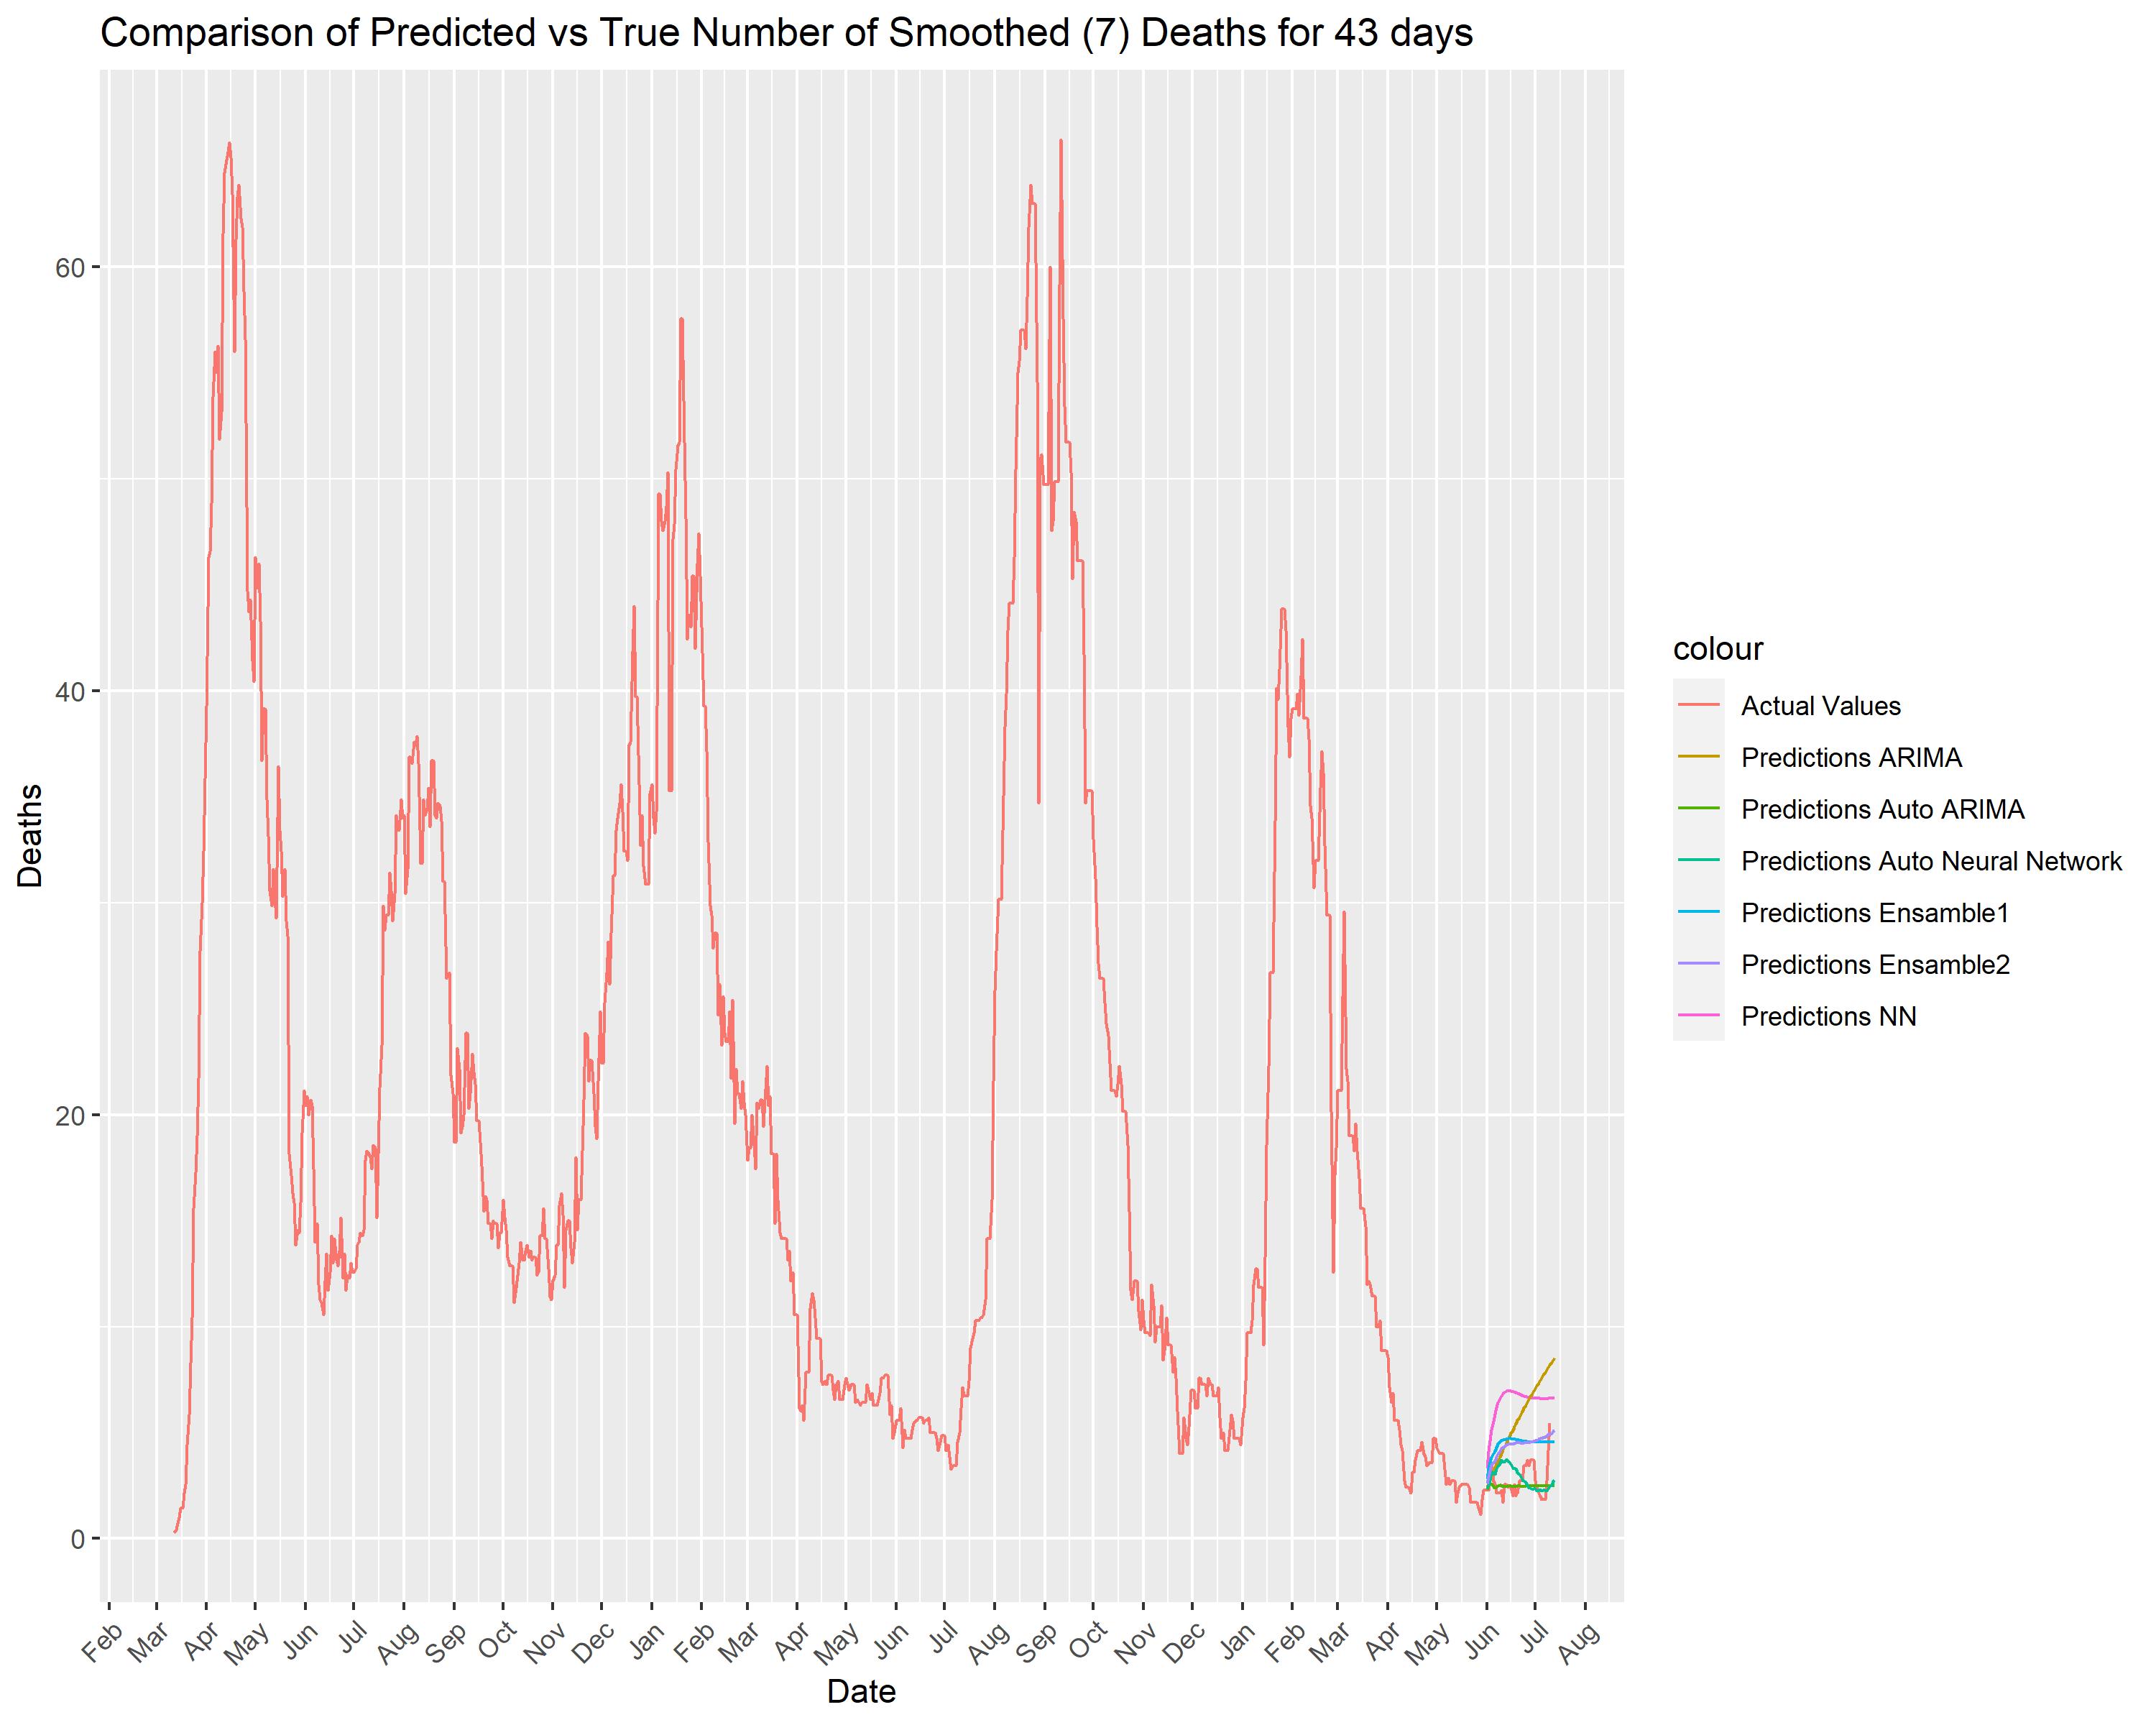 Comparison of Predicted vs True Number of Smoothed (7) Deaths for 43 days
Deaths
60
40
20
0
Feb Mar Apr May Jun Jul Aug Sep Oct Nov Dec Jan Feb Mar Apr May Jun Jul Aug Sep Oct Nov Dec Jan Feb Mar Apr May Jun Jul Aug
Date
colour
Actual Values
Predictions ARIMA
Predictions Auto ARIMA
Predictions Auto Neural Network
Predictions Ensamble1
Predictions Ensamble2
Predictions NN